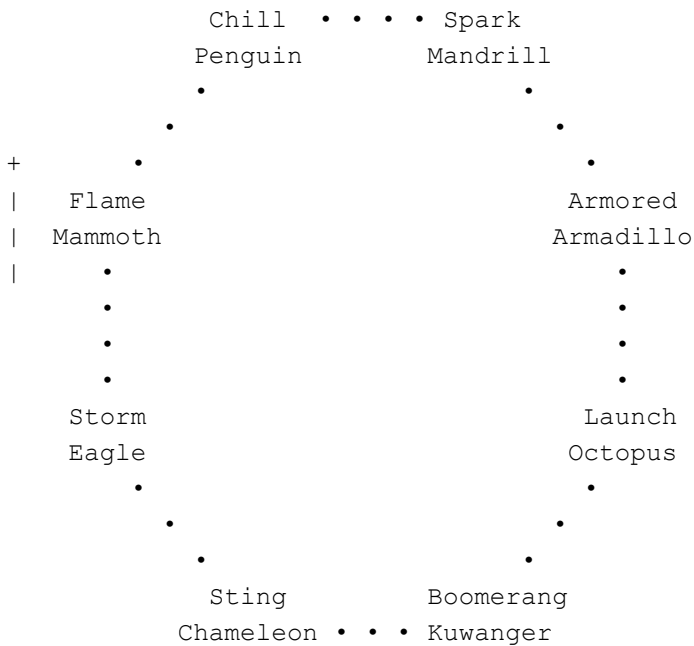 Chill • • • • Spark
Penguin Mandrill
• •
• •
+ • •
| Flame Armored
| Mammoth Armadillo
| • •
• •
• •
• •
Storm Launch
Eagle Octopus
• •
• •
• •
Sting Boomerang
Chameleon • • • Kuwanger